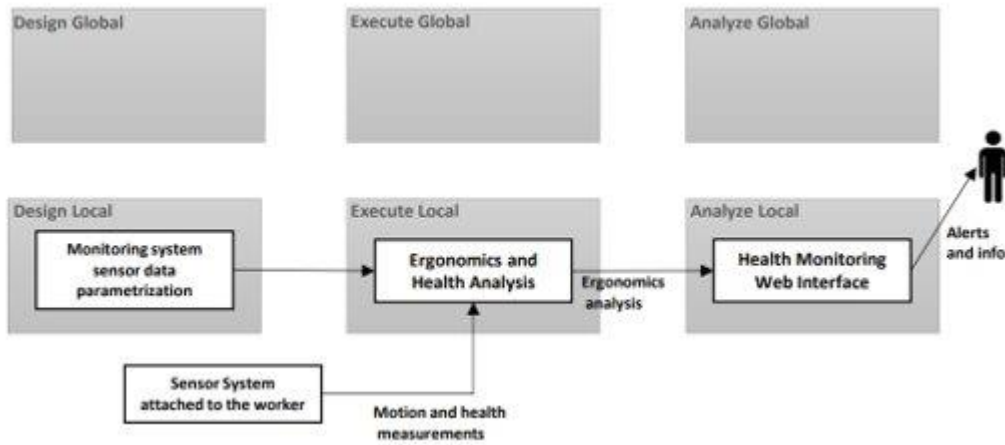 Design Global
Execute Global
Analyze Global
Design Local
Execute Local
Analyze Local
Monitoring system
sensor data
parametrization
Ergonomics and
Health Analysis
Ergonomics
analysis
Health Monitoring
Web Interface
Alerts
and info
Sensor System
attached to the worker
Motion and health
measurements